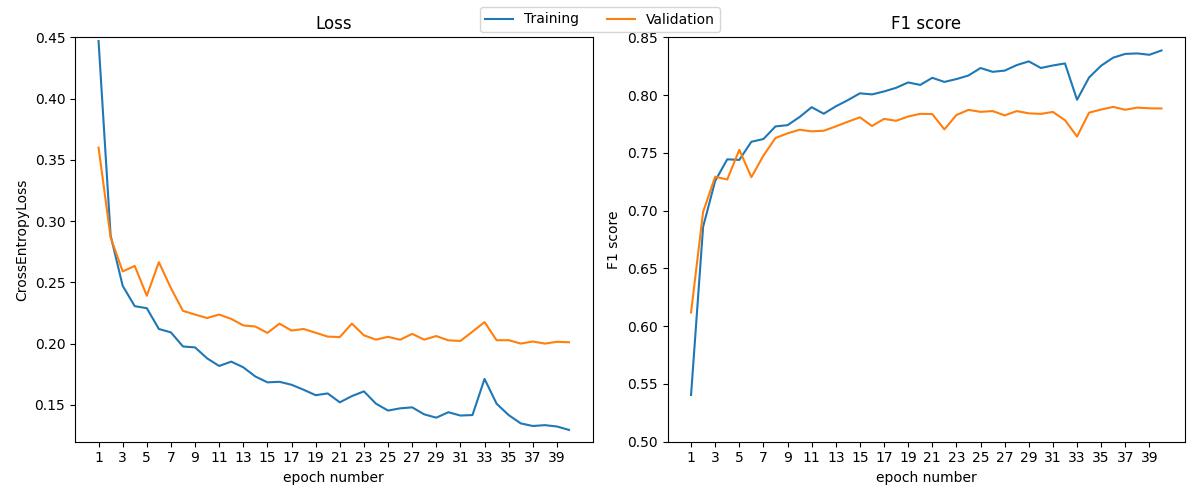 Training Validation
Loss
CrossEntropyLoss
0.45
0.40
0.35
0.30
0.25
0.20
0.15
1 3 5 7 9 11 13 15 17 19 21 23 25 27 29 31 33 35 37 39
epoch number
F1 score
F1 score
0.85
0.80
0.75
0.70
0.65
0.60
0.55
0.50
1 3 5 7 9 11 13 15 17 19 21 23 25 27 29 31 33 35 37 39
epoch number